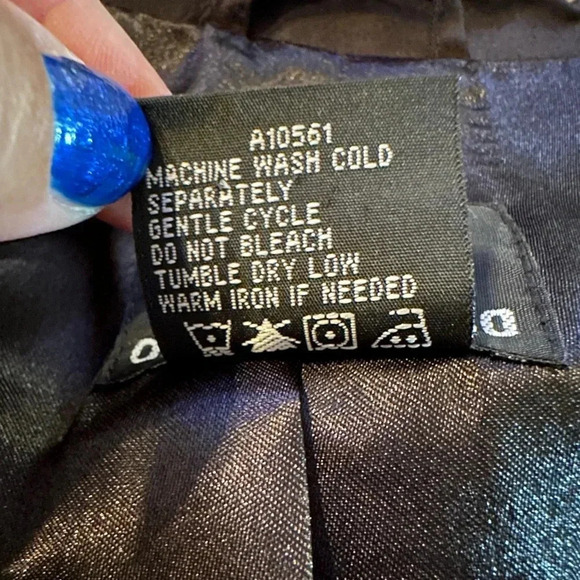 A10561
MACHINE WASH COLD
SEPARATELY
GENTLE CYCLE
DO NOT BLEACH
TUMBLE DRY LOW
WARM IRON IF NEEDED